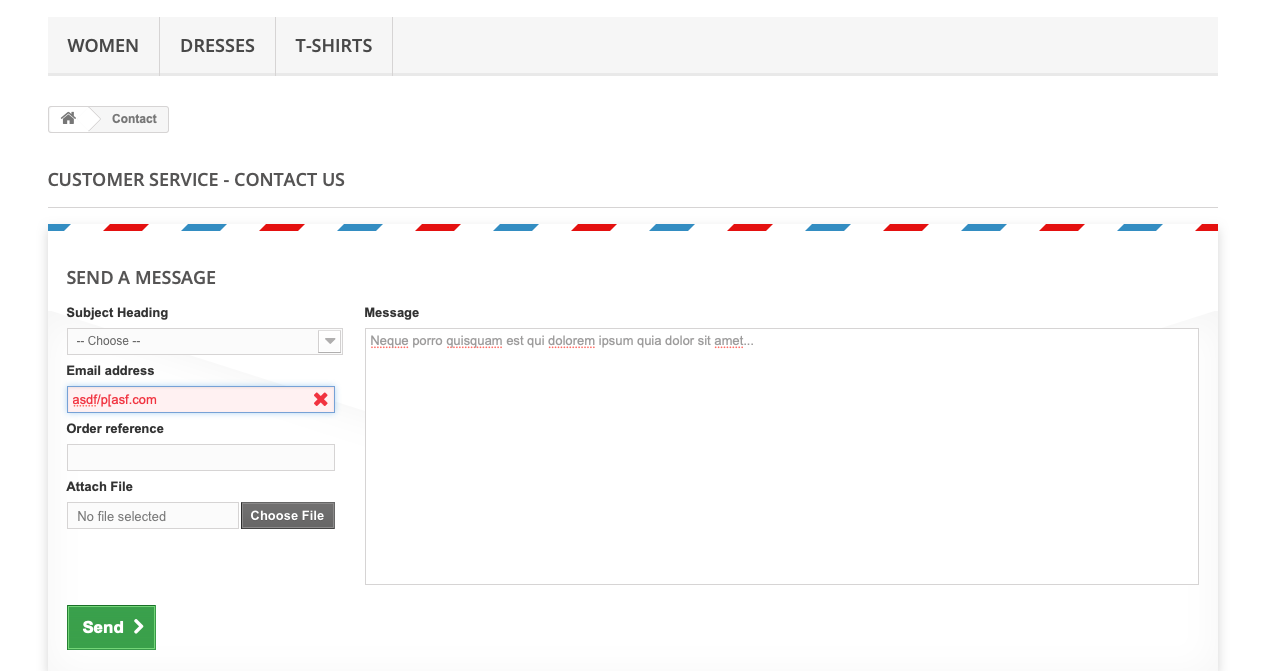 WOMEN DRESSES T-SHIRTS
Contact
CUSTOMER SERVICE - CONTACT US
SEND A MESSAGE
Subject Heading
-- Choose --
Email address
asdf/p[asf.com
Order reference
Attach File
No file selected Choose File
Message
Neque porro quisquam est qui dolorem ipsum quia dolor sit amet...
Send